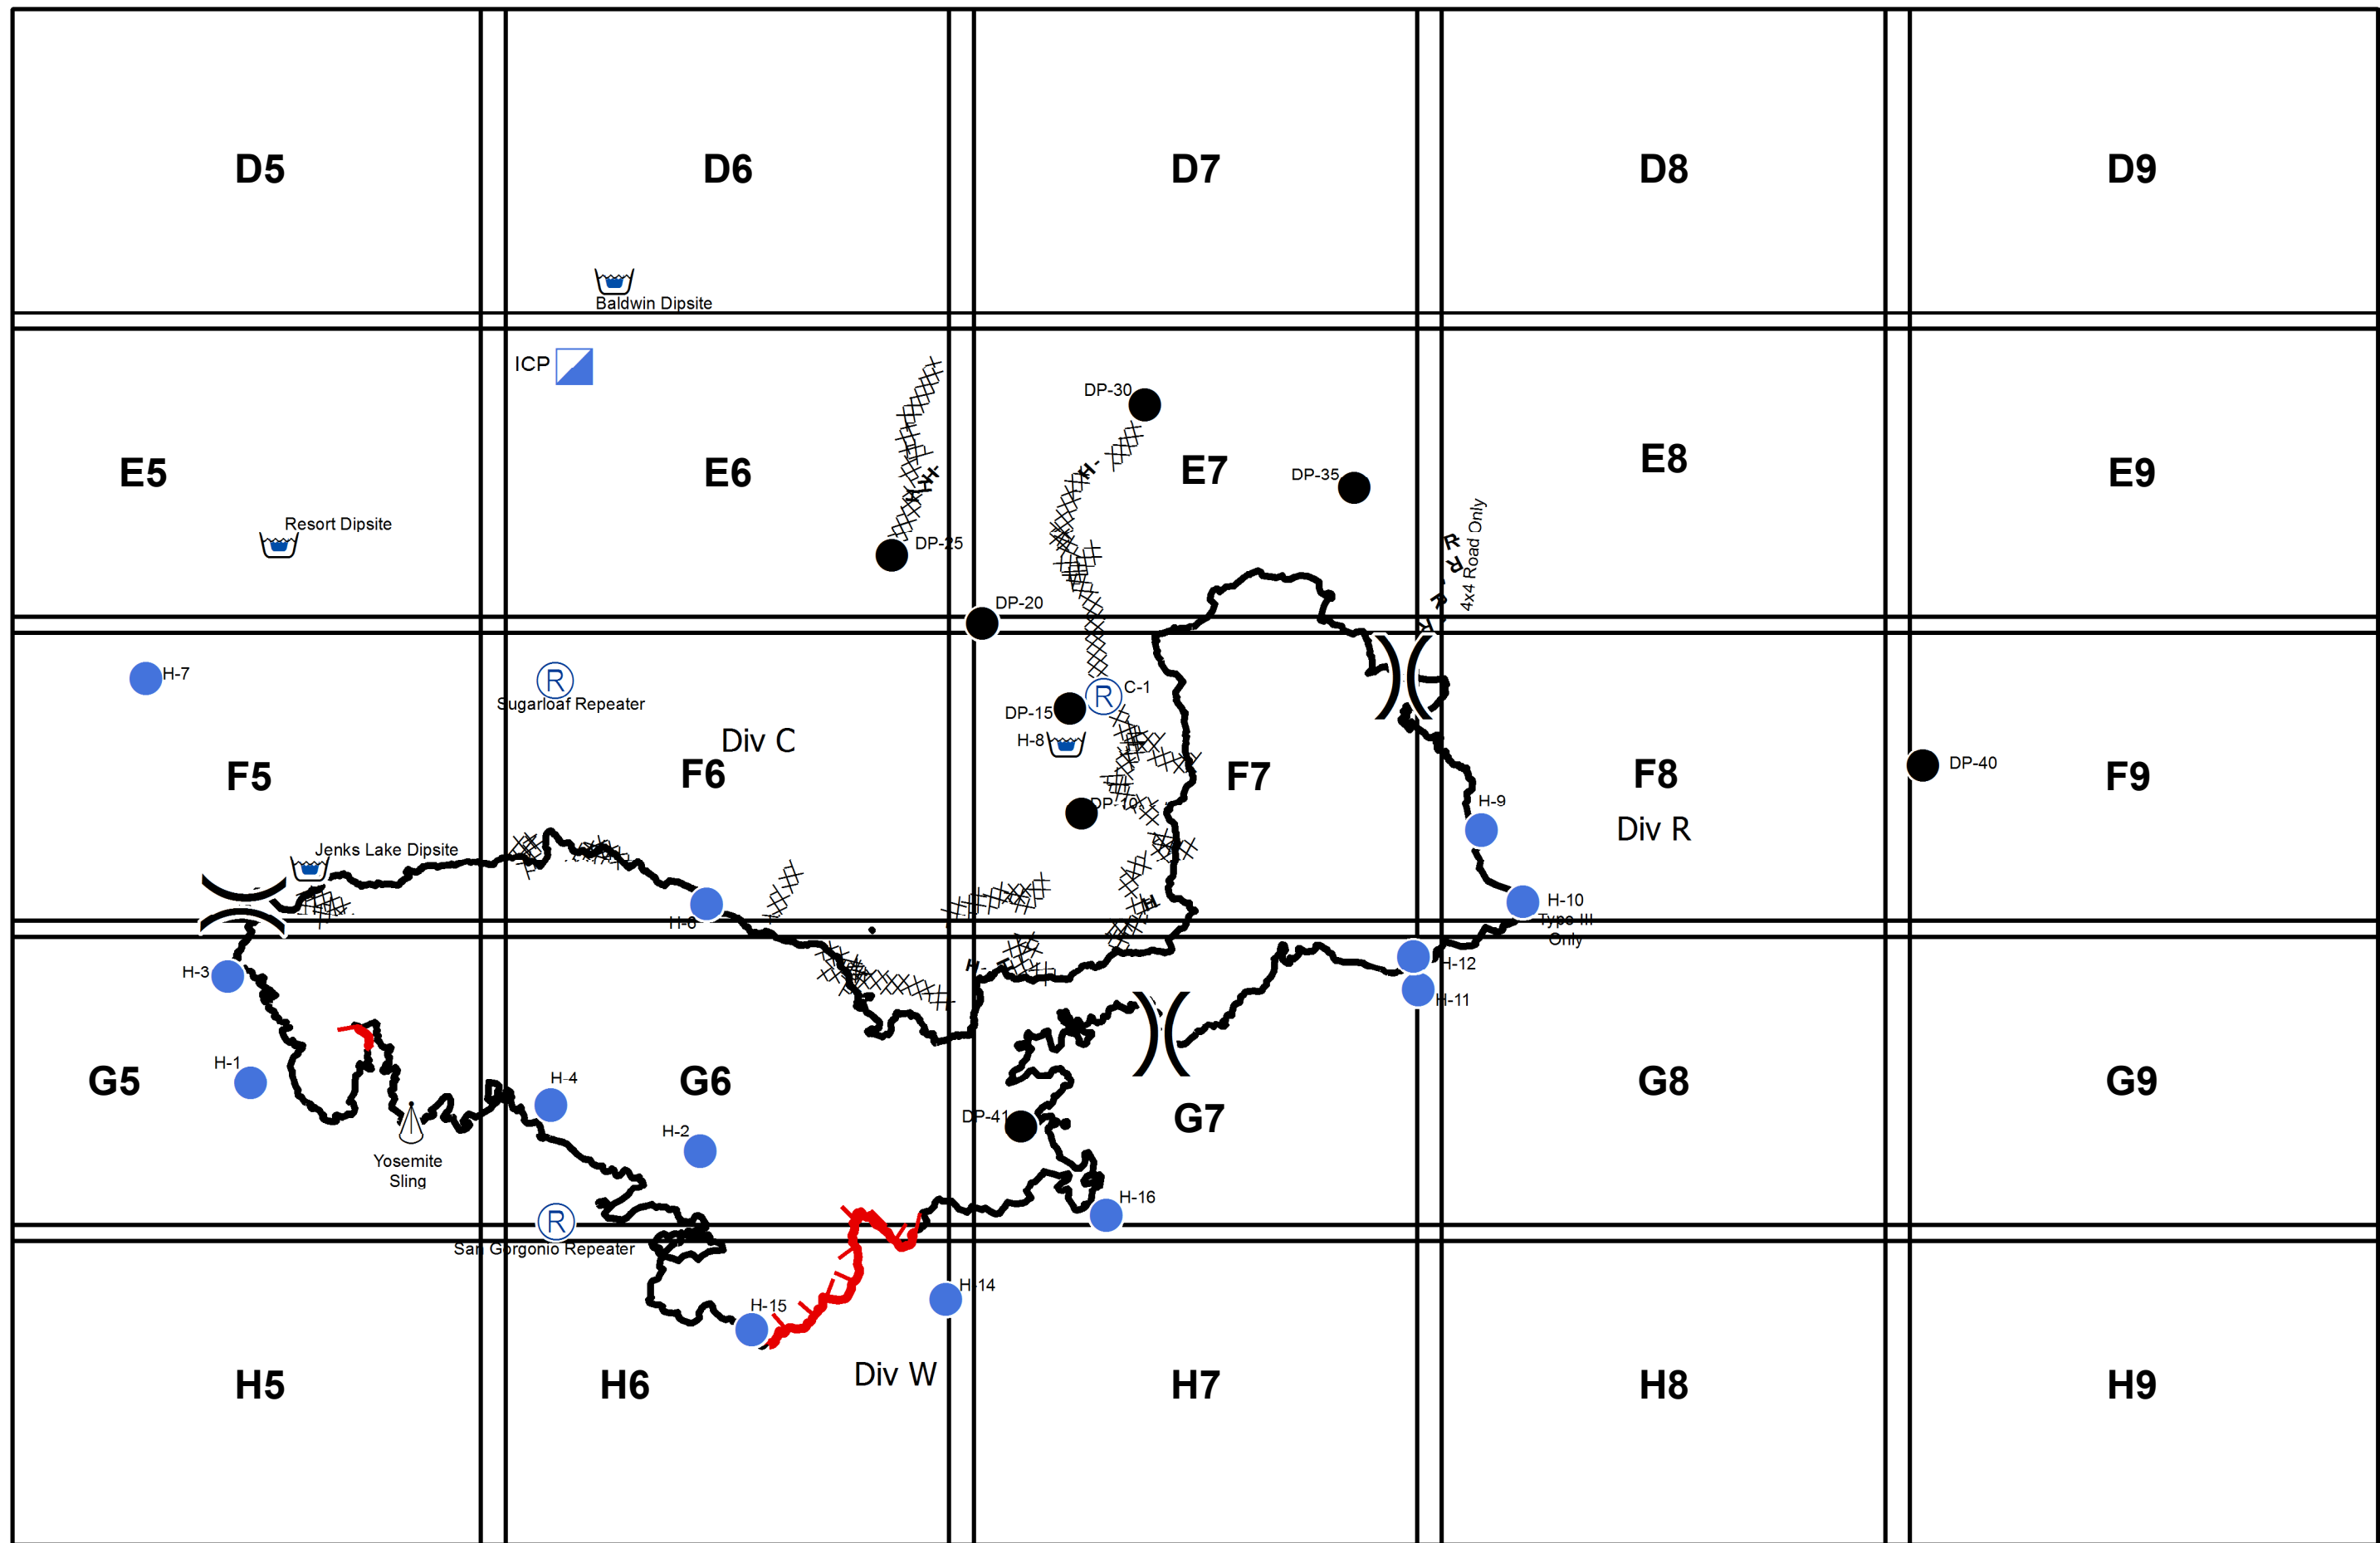 D5
D6
D7
D8
D9
Baldwin Dipsite
ICP
DP-30
E5
E6
E7
E8
E9
DP-35
H
H
H
H-
Resort Dipsite
DP-25
4x4 Road Only
R
R
R
R
DP-20
H-7
R
Sugarloaf Repeater
R
C-1
DP-15
H-8
Div C
F5
F6
F7
F8
F9
DP-40
DP-10
H-9
Div R
Jenks Lake Dipsite
H-6
H
H-10
Type III
Only
H-3
H-
H
H-12
H-11
H-1
H-4
G5
G6
G7
G8
G9
DP-41
H-2
Yosemite
Sling
H-16
R
San Gorgonio Repeater
H-14
H-15
Div W
H5
H6
H7
H8
H9